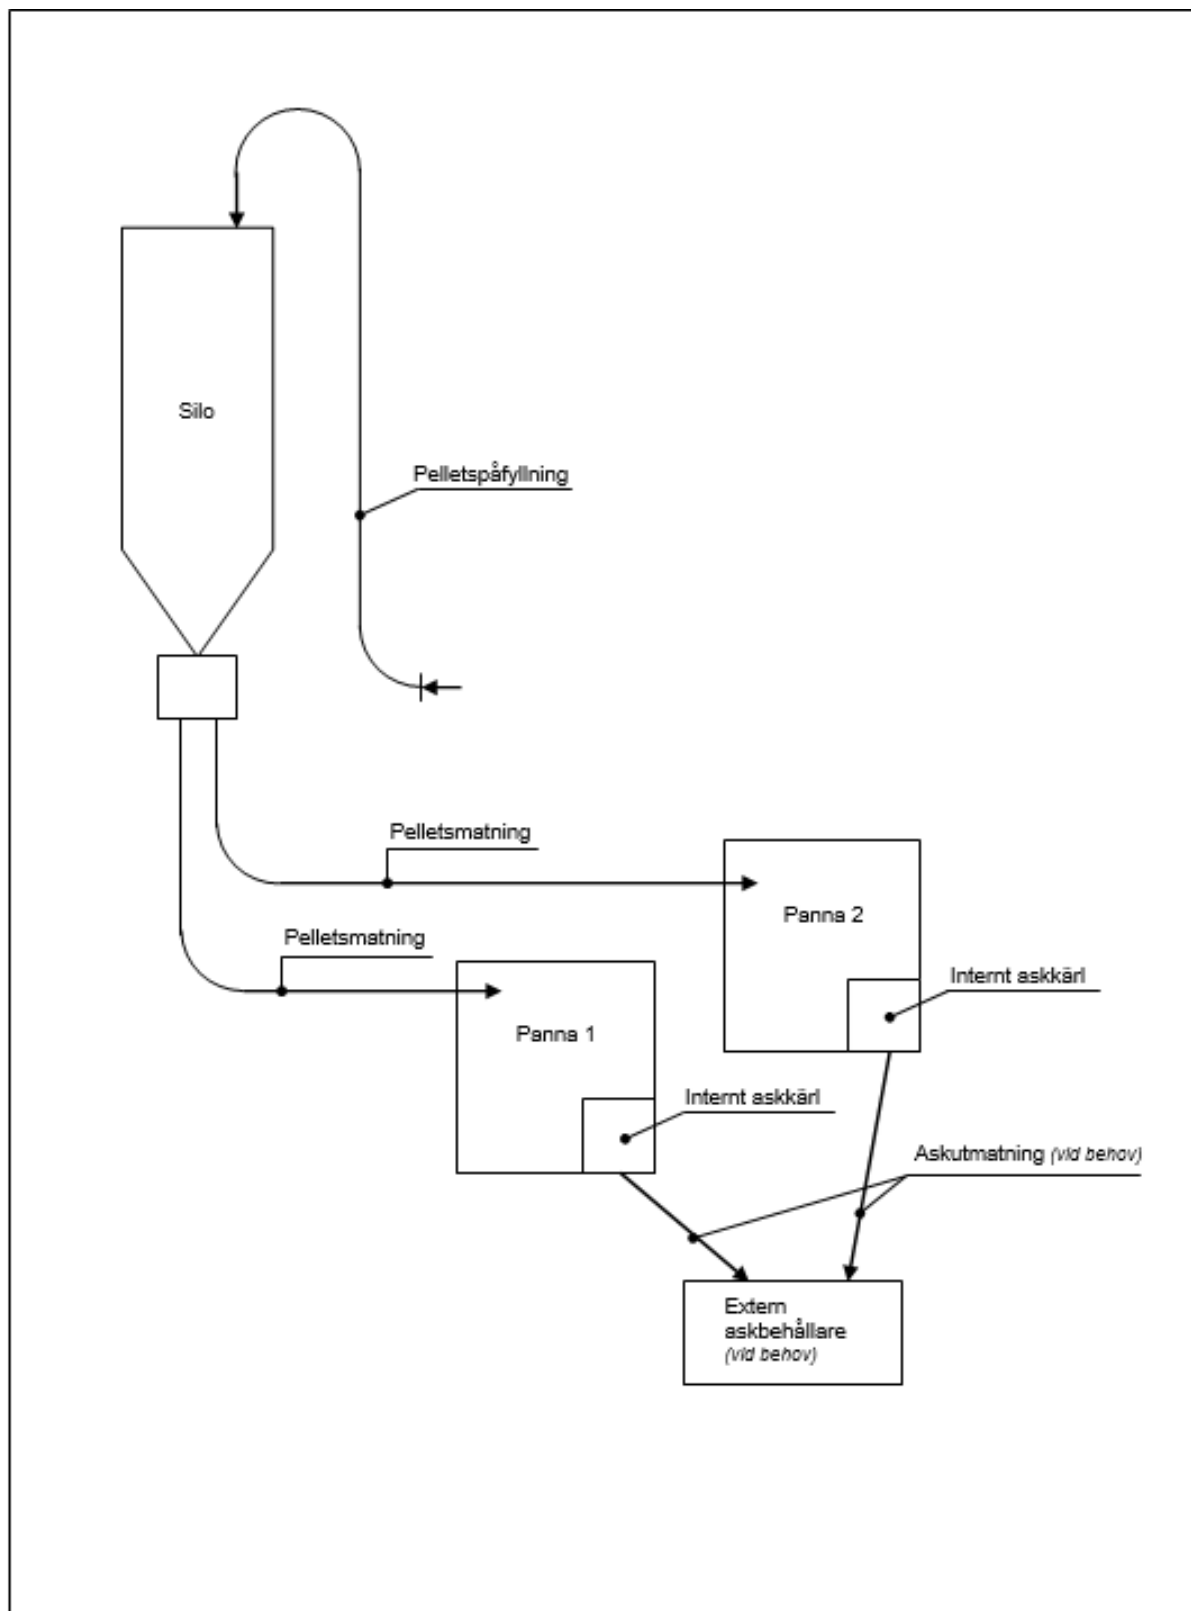 Silo
Pelletspåfyllning
Pelletsmatning
Panna 2
Pelletsmatning
Internt askkärl
Panna 1
Internt askkärl
Askutmatning (vid behov)
Extern
askbehållare
(vid behov)